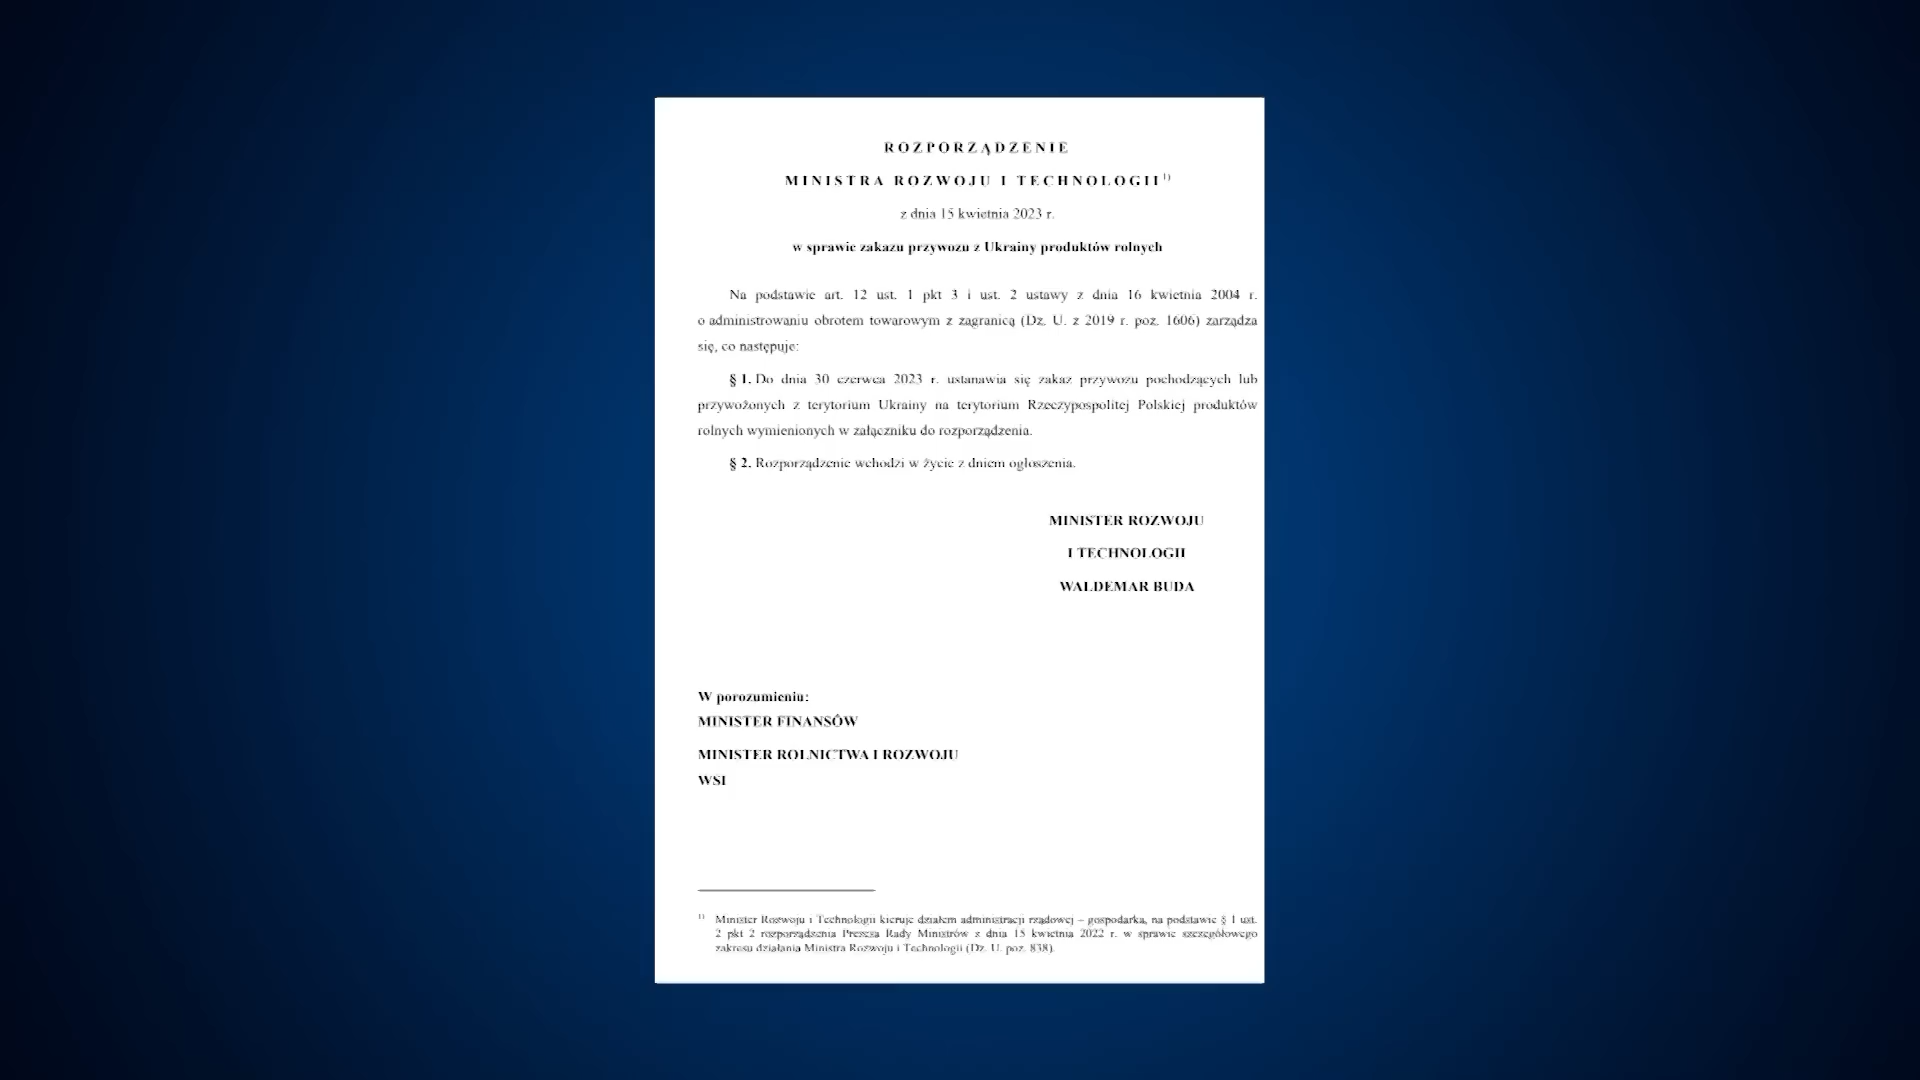 ROZPORZĄDZENIE
MINISTRA ROZWOJU I TECHNOLOGII¹⁾
z dnia 15 kwietnia 2023 r.
w sprawie zakazu przywozu z Ukrainy produktów rolnych
Na podstawie art. 12 ust. 1 pkt 3 i ust. 2 ustawy z dnia 16 kwietnia 2004 r.
o administrowaniu obrotem towarowym z zagranicą (Dz. U. z 2019 r. poz. 1606) zarządza
się, co następuje:
§ 1. Do dnia 30 czerwca 2023 r. ustanawia się zakaz przywozu pochodzących lub
przywożonych z terytorium Ukrainy na terytorium Rzeczypospolitej Polskiej produktów
rolnych wymienionych w załączniku do rozporządzenia.
§ 2. Rozporządzenie wchodzi w życie z dniem ogłoszenia.
MINISTER ROZWOJU
I TECHNOLOGII
WALDEMAR BUDA
W porozumieniu:
MINISTER FINANSÓW
MINISTER ROLNICTWA I ROZWOJU
WSI
¹⁾ Minister Rozwoju i Technologii kieruje działem administracji rządowej – gospodarka, na podstawie § 1 ust.
2 pkt 2 rozporządzenia Prezesa Rady Ministrów z dnia 15 kwietnia 2022 r. w sprawie szczegółowego
zakresu działania Ministra Rozwoju i Technologii (Dz. U. poz. 838).